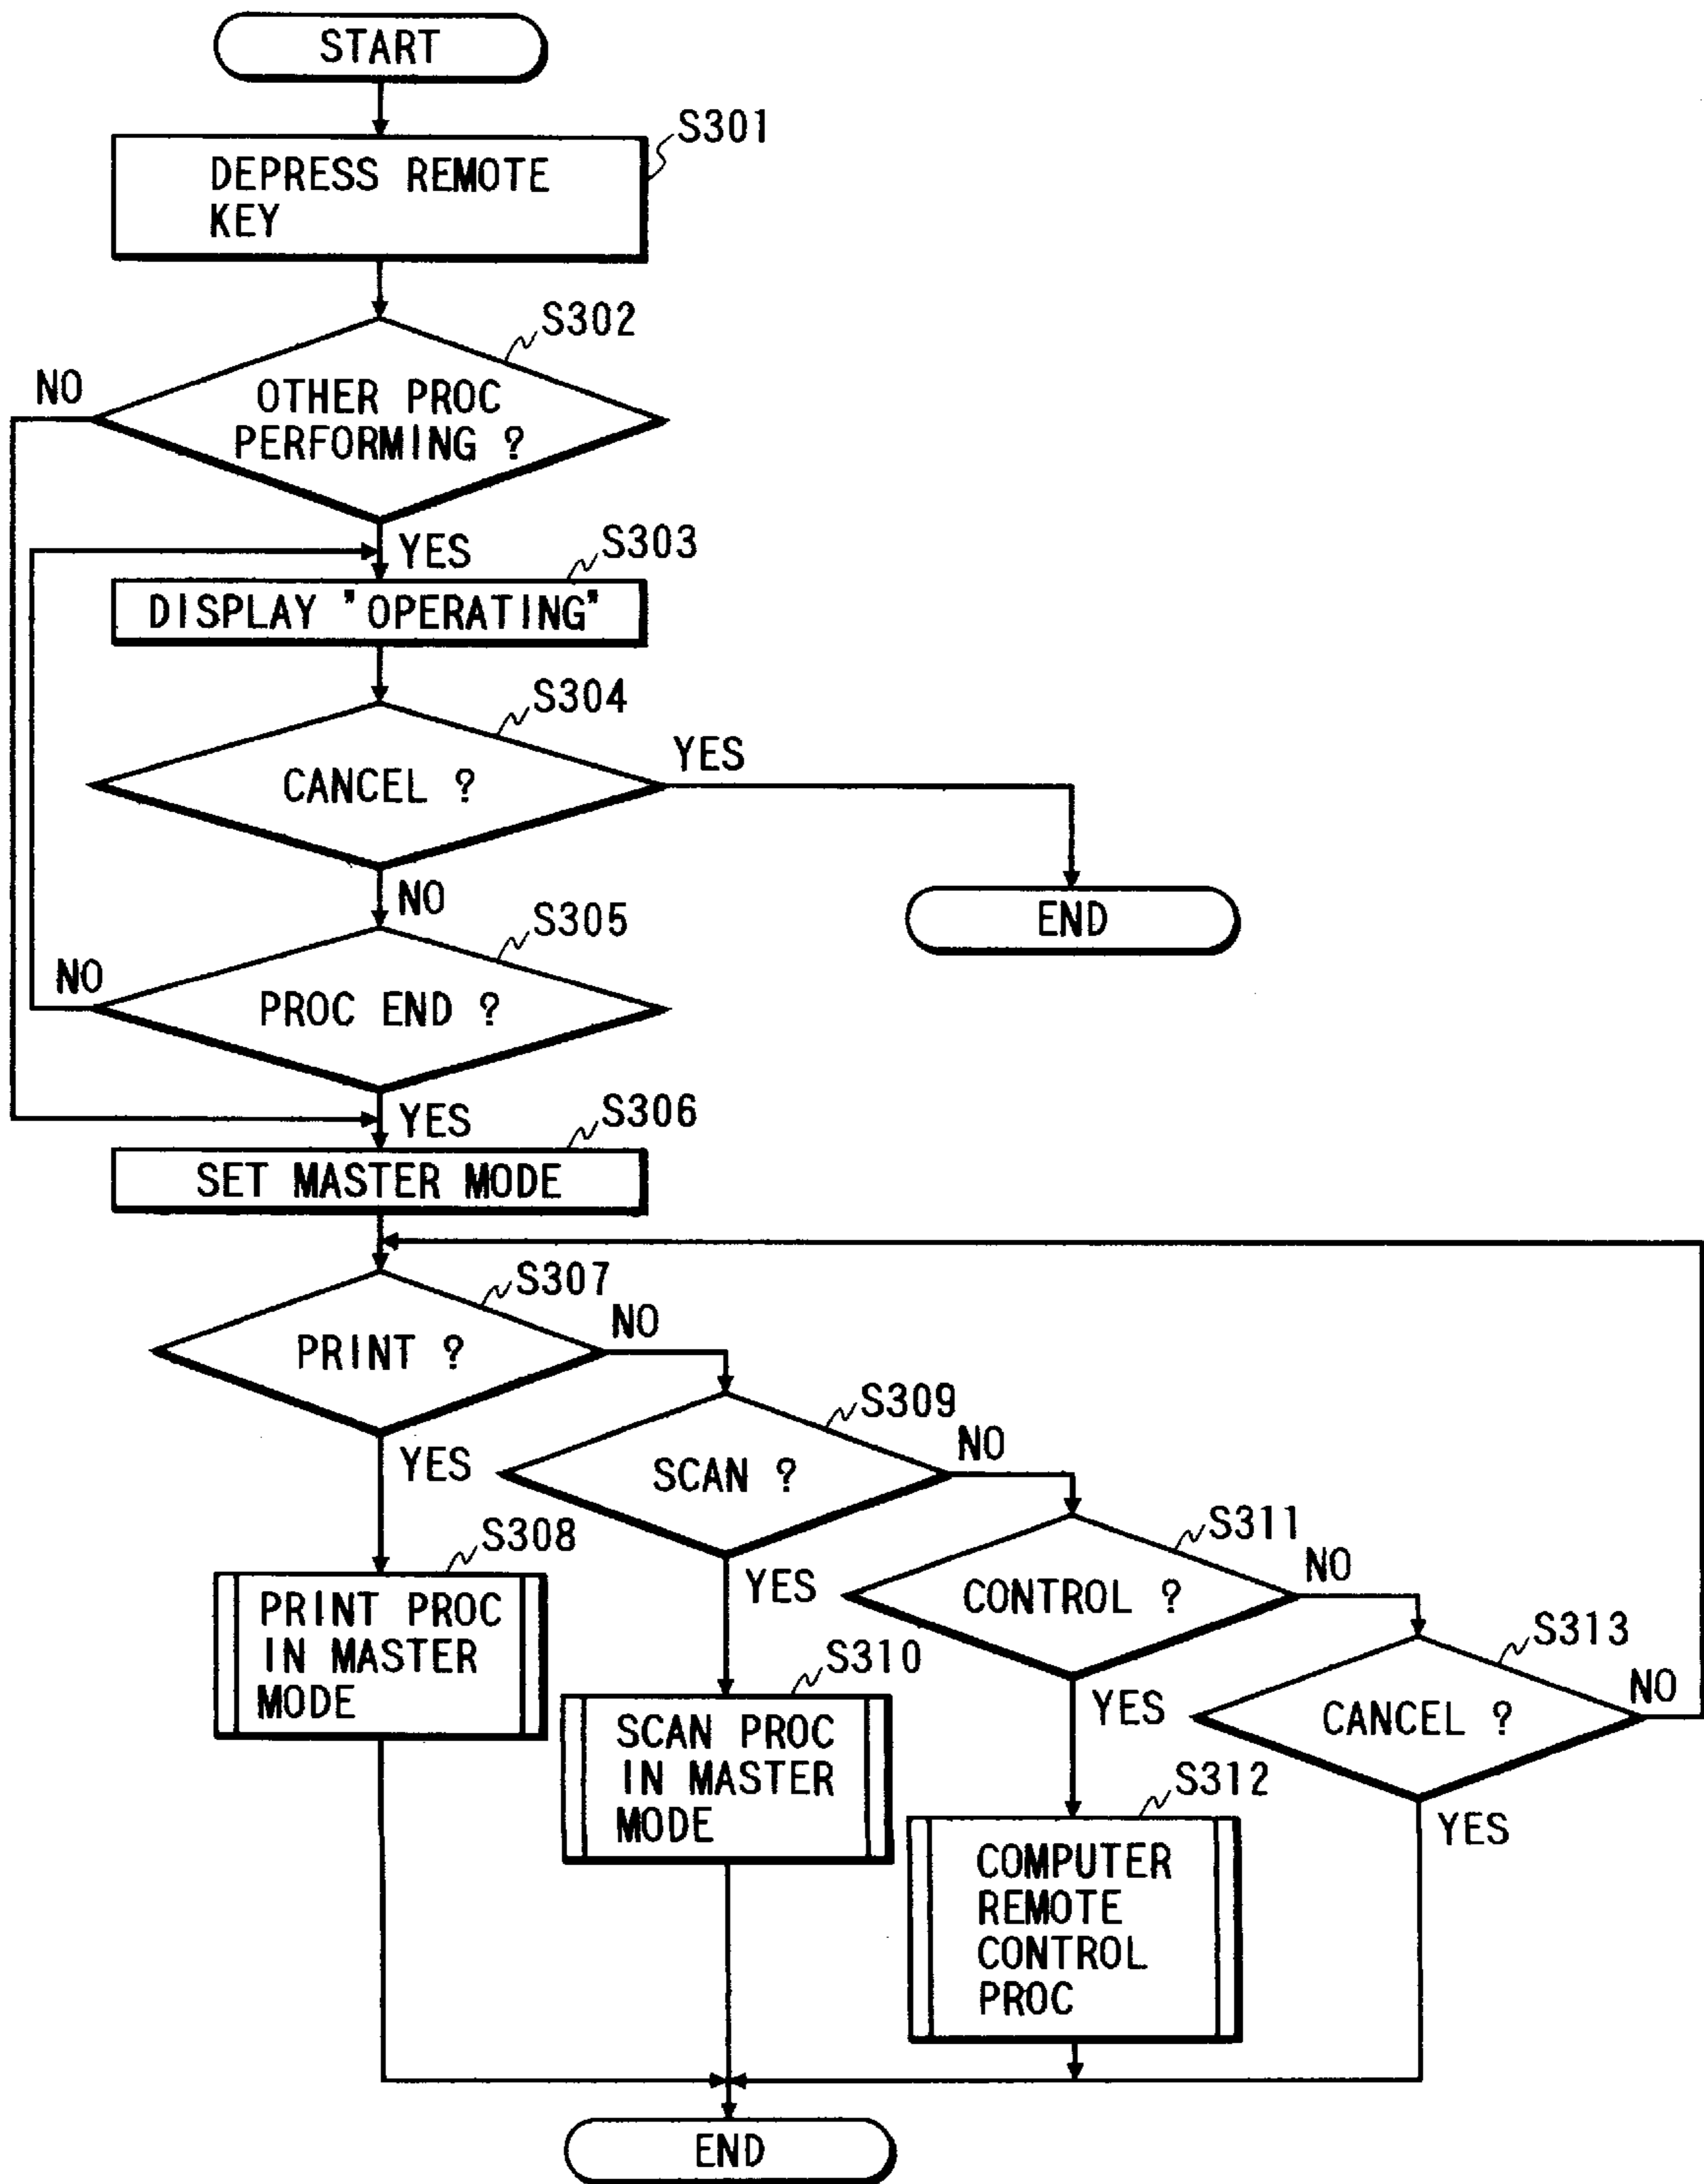 START
S301
DEPRESS REMOTE
KEY
S302
NO
OTHER PROC
PERFORMING ?
YES
S303
DISPLAY "OPERATING"
S304
YES
CANCEL ?
NO
END
S305
NO
PROC END ?
YES
S306
SET MASTER MODE
S307
NO
PRINT ?
YES
S309
NO
SCAN ?
YES
S308
PRINT PROC
IN MASTER
MODE
S311
NO
CONTROL ?
YES
S310
SCAN PROC
IN MASTER
MODE
S313
NO
CANCEL ?
YES
S312
COMPUTER
REMOTE
CONTROL
PROC
END